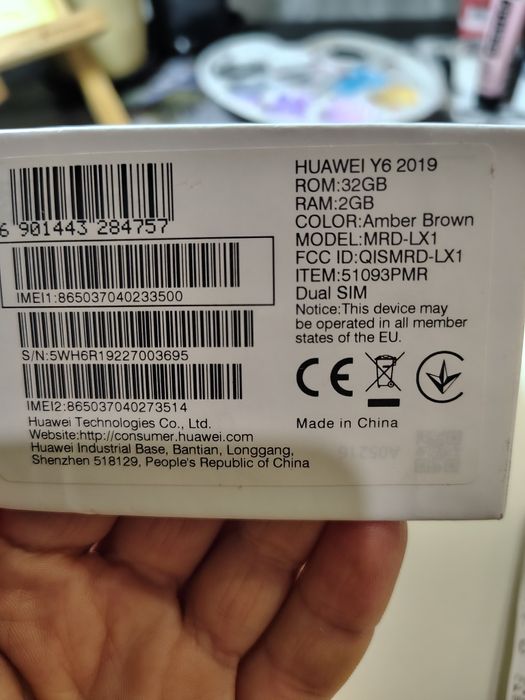 6 901443 284757
IMEI1:865037040233500
S/N:5WH6R19227003695
IMEI2:865037040273514
Huawei Technologies Co., Ltd.
Website:http://consumer.huawei.com
Huawei Industrial Base, Bantian, Longgang,
Shenzhen 518129, People's Republic of China
HUAWEI Y6 2019
ROM:32GB
RAM:2GB
COLOR:Amber Brown
MODEL:MRD-LX1
FCC ID:QISMRD-LX1
ITEM:51093PMR
Dual SIM
Notice:This device may
be operated in all member
states of the EU.
CE
Made in China